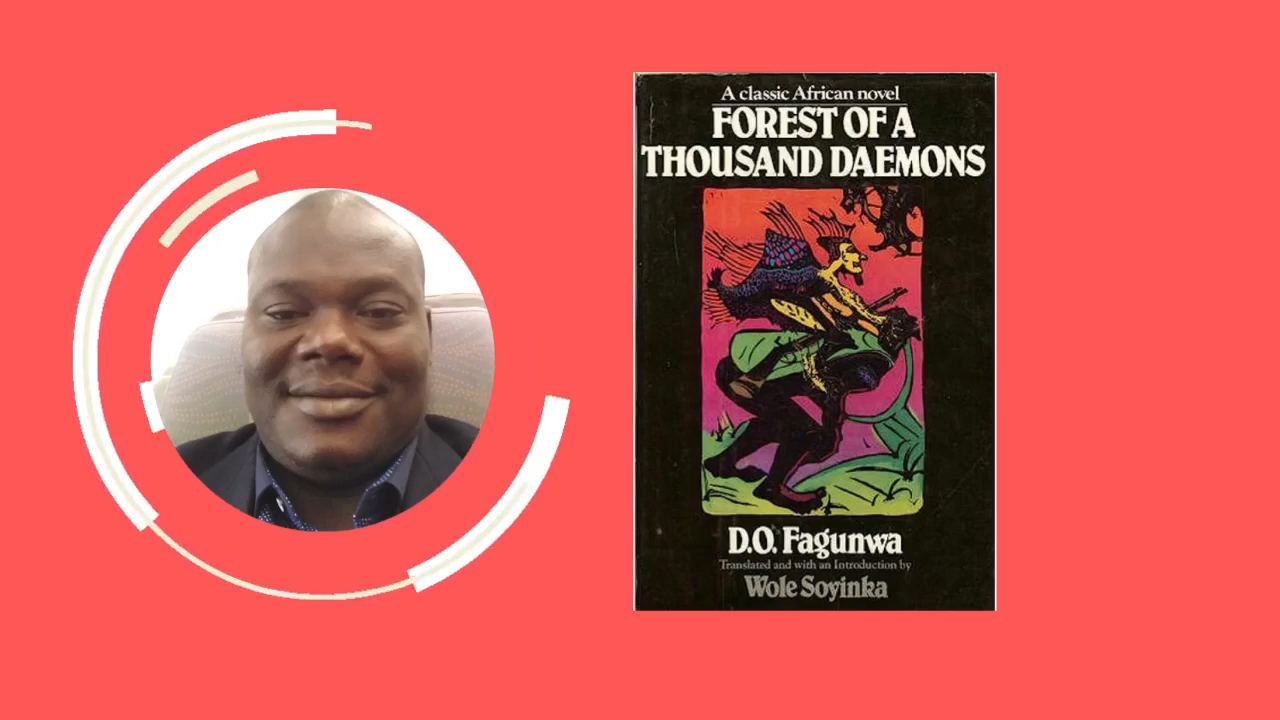 A classic African novel
FOREST OF A
THOUSAND DAEMONS
D.O. Fagunwa
Translated and with an Introduction by
Wole Soyinka